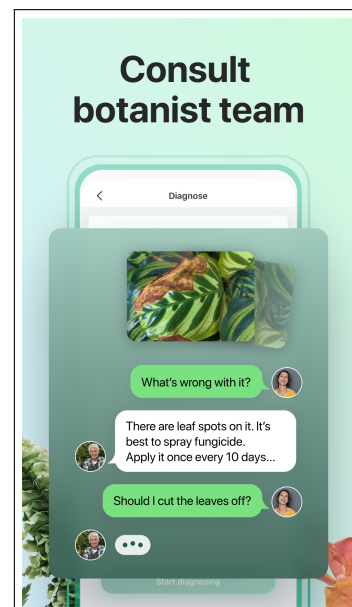 Consult
botanist team
Diagnose
What's wrong with it?
There are leaf spots on it. It's
best to spray fungicide.
Apply it once every 10 days...
Should I cut the leaves off?
Start diagnosing